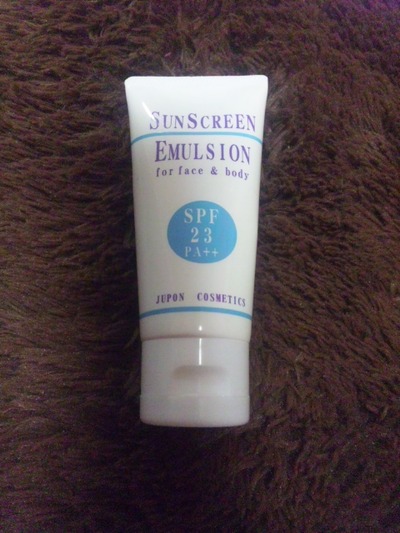 SUNSCREEN
EMULSION
for face & body
SPF
23
PA++
JUPON COSMETICS